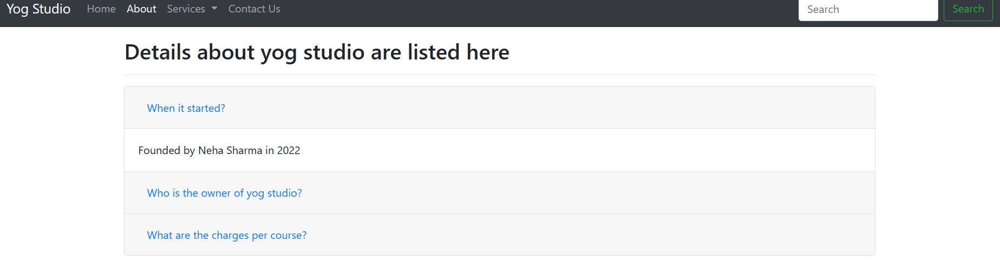 Yog Studio Home About Services Contact Us Search Search
Details about yog studio are listed here
When it started?
Founded by Neha Sharma in 2022
Who is the owner of yog studio?
What are the charges per course?